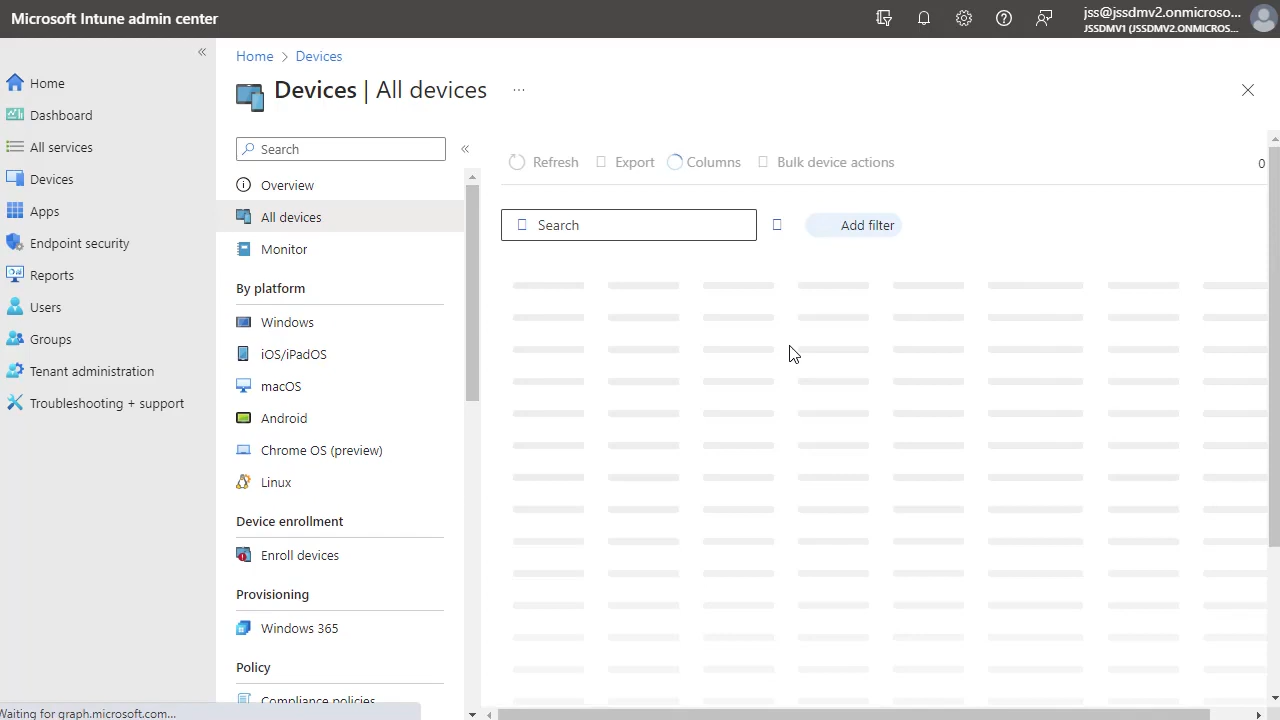 Microsoft Intune admin center
jss@jssdmv2.onmicroso...
JSSDMV1 (JSSDMV2.ONMICROS...
Home
Dashboard
All services
Devices
Apps
Endpoint security
Reports
Users
Groups
Tenant administration
Troubleshooting + support
Home > Devices
Devices | All devices
Search
Overview
All devices
Monitor
By platform
Windows
iOS/iPadOS
macOS
Android
Chrome OS (preview)
Linux
Device enrollment
Enroll devices
Provisioning
Windows 365
Policy
Compliance policies
Refresh Export Columns Bulk device actions 0
Search Add filter
Waiting for graph.microsoft.com...